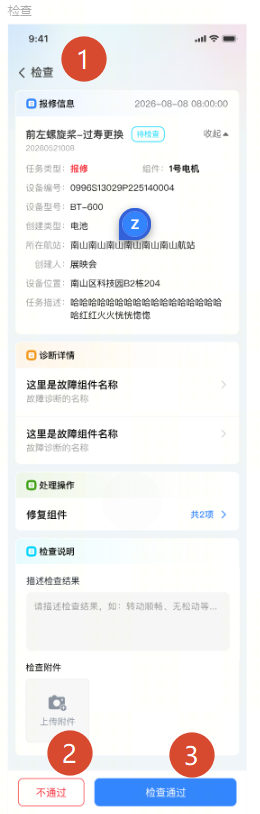 检查
9:41
1
检查
报修信息 2026-08-08 08:00:00
前左螺旋桨-过寿更换 待检查 收起
20260521009
任务类型: 报修 组件: 1号电机
设备编号: 0996S13029P225140004
设备型号: BT-600
创建类型: 电池
Z
所在航站: 南山南山南山南山南山南山航站
创建人: 展映会
设备位置: 南山区科技园B2栋204
任务描述: 哈哈哈哈哈哈哈哈哈哈哈哈哈哈哈哈哈
哈红红火火恍恍惚惚
诊断详情
这里是故障组件名称
故障诊断的名称
这里是故障组件名称
故障诊断的名称
处理操作
修复组件 共2项
检查说明
描述检查结果
请描述检查结果，如：转动顺畅、无松动等...
检查附件
上传附件
2
3
不通过
检查通过